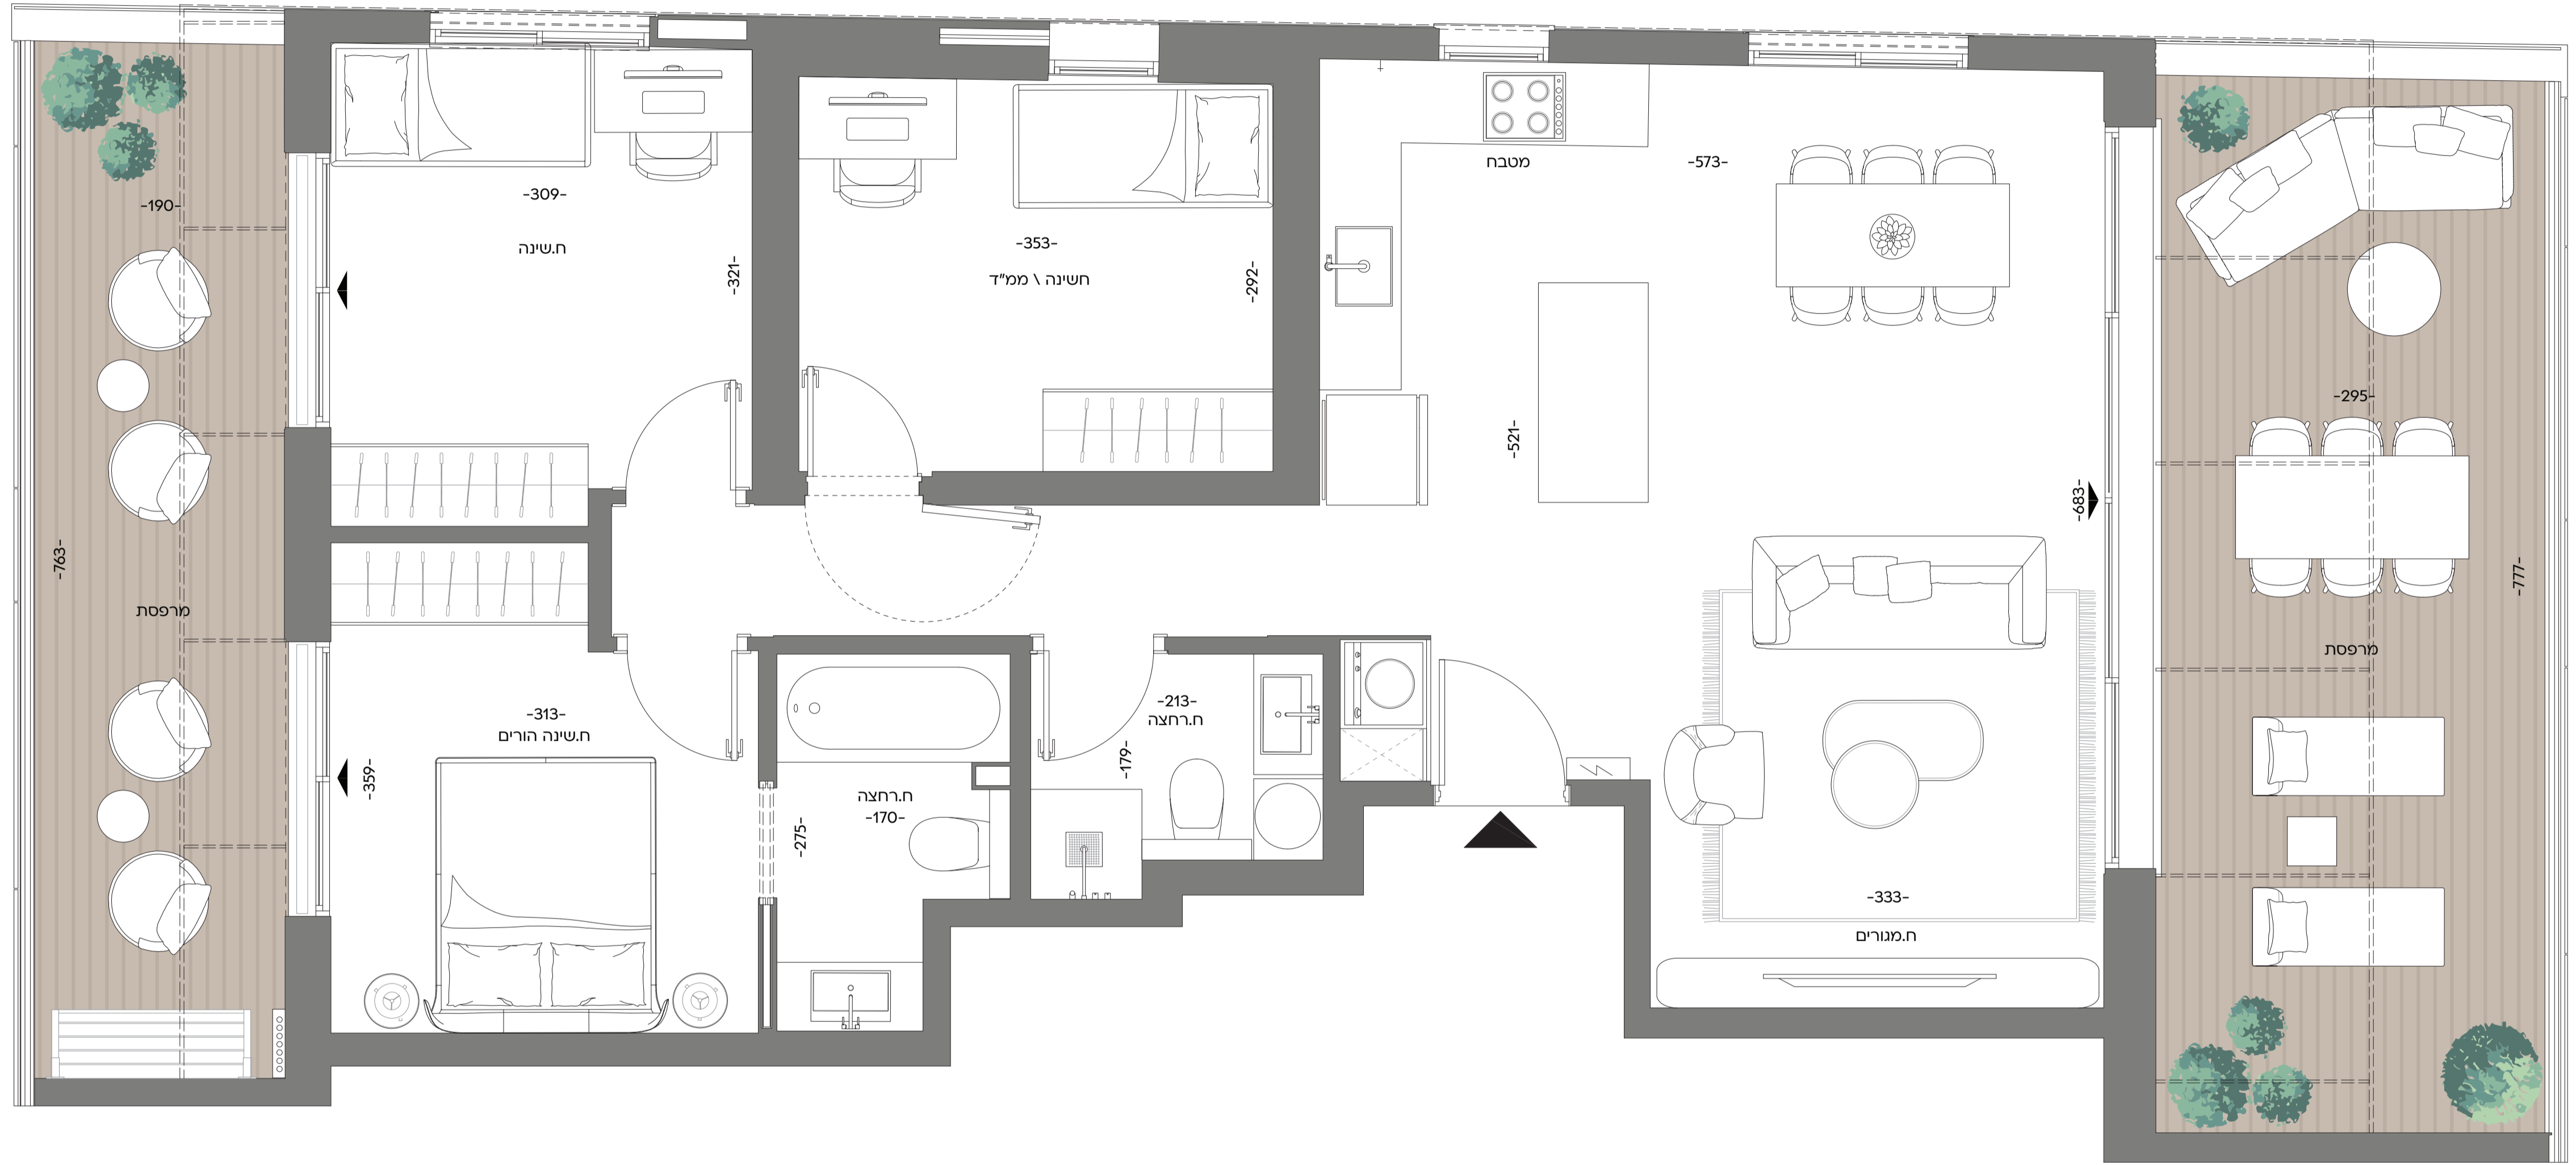 -190-
-763-
מרפסת
-309-
ח.שינה
-321-
-353-
חשינה \ ממ"ד
-292-
מטבח
-573-
-521-
-683-
-295-
-777-
מרפסת
-313-
ח.שינה הורים
-359-
ח.רחצה
-170-
-275-
-213-
ח.רחצה
-179-
-333-
ח.מגורים